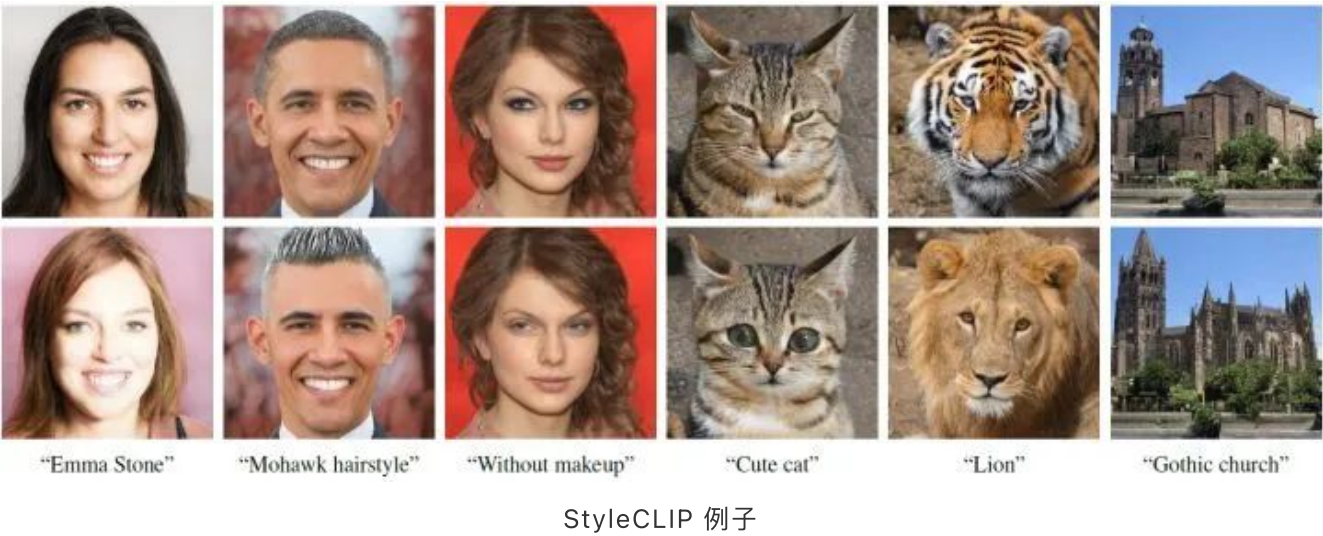 “Emma Stone” “Mohawk hairstyle” “Without makeup” “Cute cat” “Lion” “Gothic church”
StyleCLIP 例子